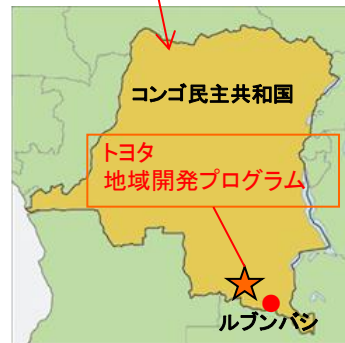 コンゴ民主共和国
トヨタ
地域開発プログラム
ルブンバシ